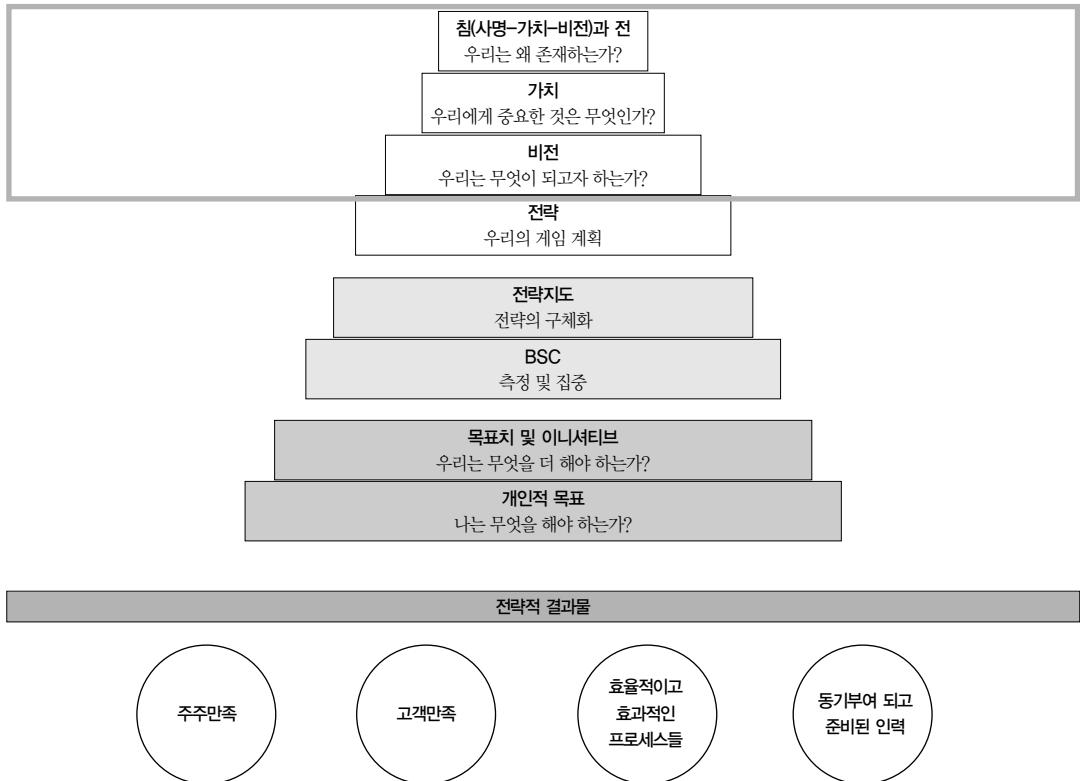 침(사명-가치-비전)과 전
우리는 왜 존재하는가?
가치
우리에게 중요한 것은 무엇인가?
비전
우리는 무엇이 되고자 하는가?
전략
우리의 게임 계획
전략지도
전략의 구체화
BSC
측정 및 집중
목표치 및 이니셔티브
우리는 무엇을 더 해야 하는가?
개인적 목표
나는 무엇을 해야 하는가?
전략적 결과물
주주만족
고객만족
효율적이고
효과적인
프로세스들
동기부여 되고
준비된 인력